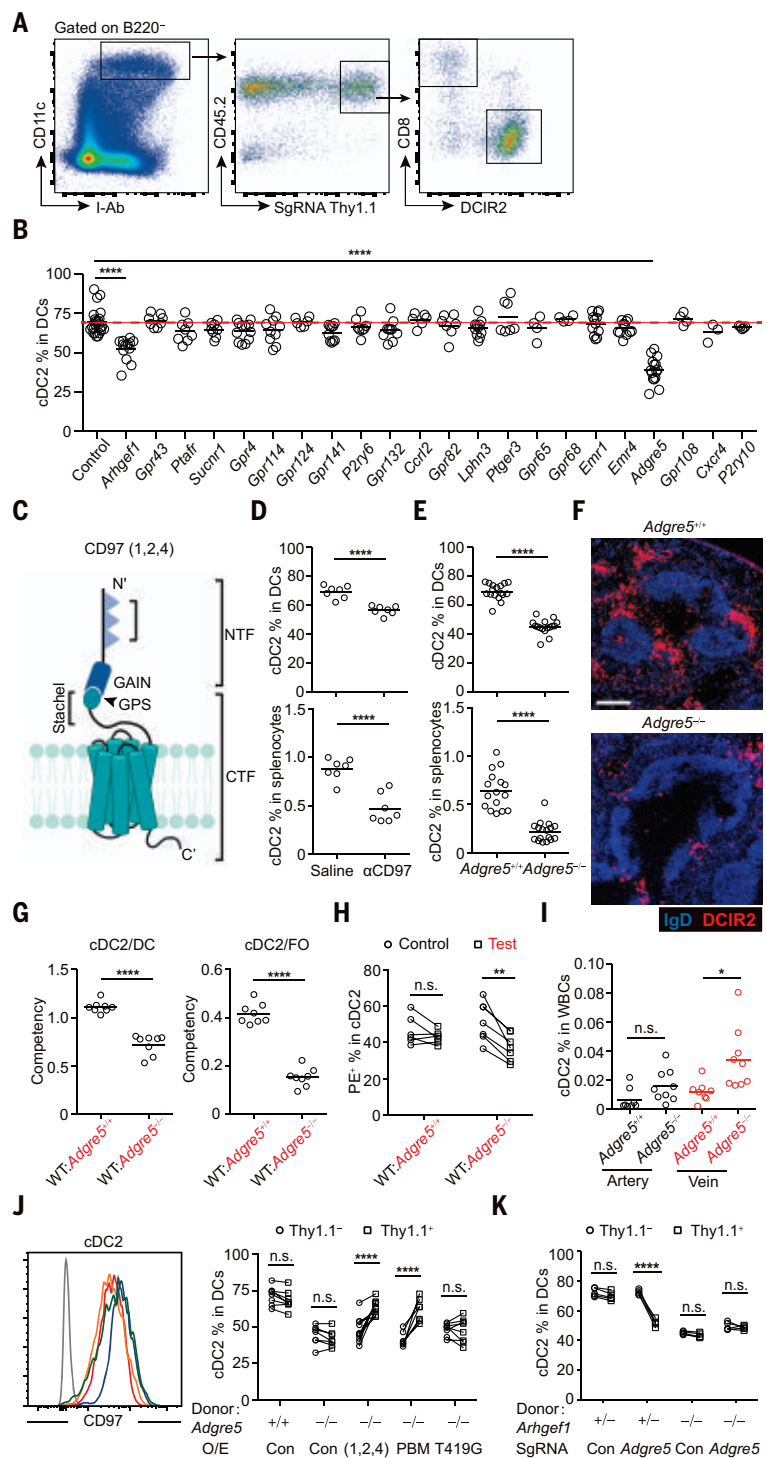 A
Gated on B220⁻
CD11c
I-Ab
CD45.2
SgRNA Thy1.1
CD8
DCIR2
B
****
****
cDC2 % in DCs
100
75
50
25
0
Control
Arhgef1
Gpr43
Ptafr
Sucnr1
Gpr4
Gpr114
Gpr124
Gpr141
P2ry6
Gpr132
Ccrl2
Gpr82
Lphn3
Ptger3
Gpr65
Gpr68
Emr1
Emr4
Adgre5
Gpr108
Cxcr4
P2ry10
C
CD97 (1,2,4)
N'
NTF
GAIN
GPS
Stachel
CTF
C'
D
****
cDC2 % in DCs
100
80
60
40
20
0
****
cDC2 % in splenocytes
1.5
1.0
0.5
0
Saline
αCD97
E
****
cDC2 % in DCs
100
80
60
40
20
0
****
cDC2 % in splenocytes
1.5
1.0
0.5
0
Adgre5⁺/⁺
Adgre5⁻/⁻
F
Adgre5⁺/⁺
Adgre5⁻/⁻
IgD DCIR2
G
cDC2/DC
****
Competency
1.5
1.0
0.5
0
WT:Adgre5⁺/⁺
WT:Adgre5⁻/⁻
cDC2/FO
****
Competency
0.6
0.4
0.2
0
WT:Adgre5⁺/⁺
WT:Adgre5⁻/⁻
H
Control Test
n.s.
**
PE⁺ % in cDC2
80
60
40
20
0
WT:Adgre5⁺/⁺
WT:Adgre5⁻/⁻
I
n.s.
*
cDC2 % in WBCs
0.10
0.08
0.06
0.04
0.02
0
Adgre5⁺/⁺
Adgre5⁻/⁻
Adgre5⁺/⁺
Adgre5⁻/⁻
Artery
Vein
J
cDC2
CD97
Thy1.1⁻ Thy1.1⁺
n.s.
n.s.
****
****
n.s.
cDC2 % in DCs
100
75
50
25
0
Donor:
Adgre5 +/+ −/− −/− −/− −/−
O/E Con Con (1,2,4) PBM T419G
K
Thy1.1⁻ Thy1.1⁺
n.s.
****
n.s.
n.s.
cDC2 % in DCs
100
80
60
40
20
0
Donor:
Arhgef1 +/− +/− −/− −/−
SgRNA Con Adgre5 Con Adgre5